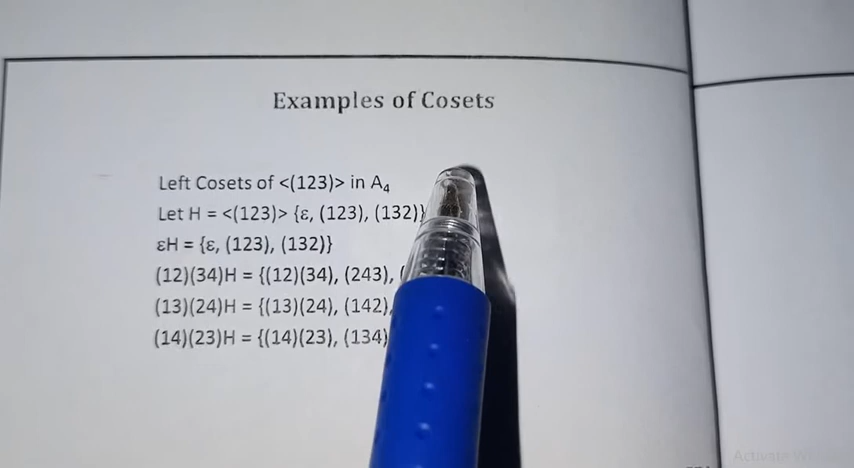 Examples of Cosets
Left Cosets of <(123)> in A₄
Let H = <(123)> {ε, (123), (132)}
εH = {ε, (123), (132)}
(12)(34)H = {(12)(34), (243), (
(13)(24)H = {(13)(24), (142),
(14)(23)H = {(14)(23), (134)
Activate